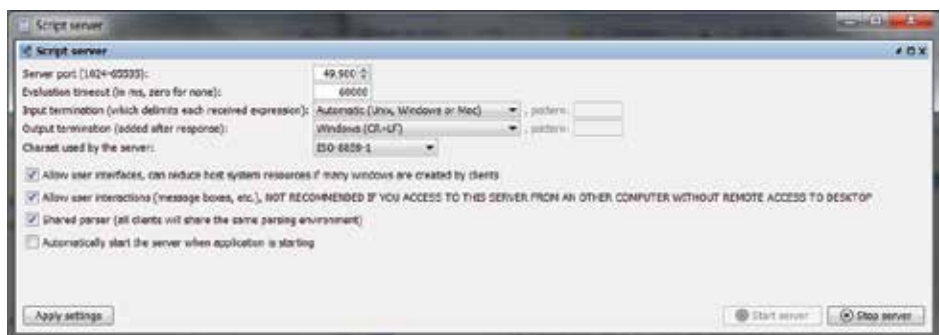 Script server
Script server
Server port (1024-65535): 49,900
Evaluation timeout (in ms, zero for none): 60000
Input termination (which delimits each received expression): Automatic (Unix, Windows or Mac) , pattern:
Output termination (added after response): Windows (CR+LF) , pattern:
Charset used by the server: ISO-8859-1
Allow user interfaces, can reduce host system resources if many windows are created by clients
Allow user interactions (message boxes, etc.), NOT RECOMMENDED IF YOU ACCESS TO THIS SERVER FROM AN OTHER COMPUTER WITHOUT REMOTE ACCESS TO DESKTOP
Shared parser (all clients will share the same parsing environment)
Automatically start the server when application is starting
Apply settings Start server Stop server